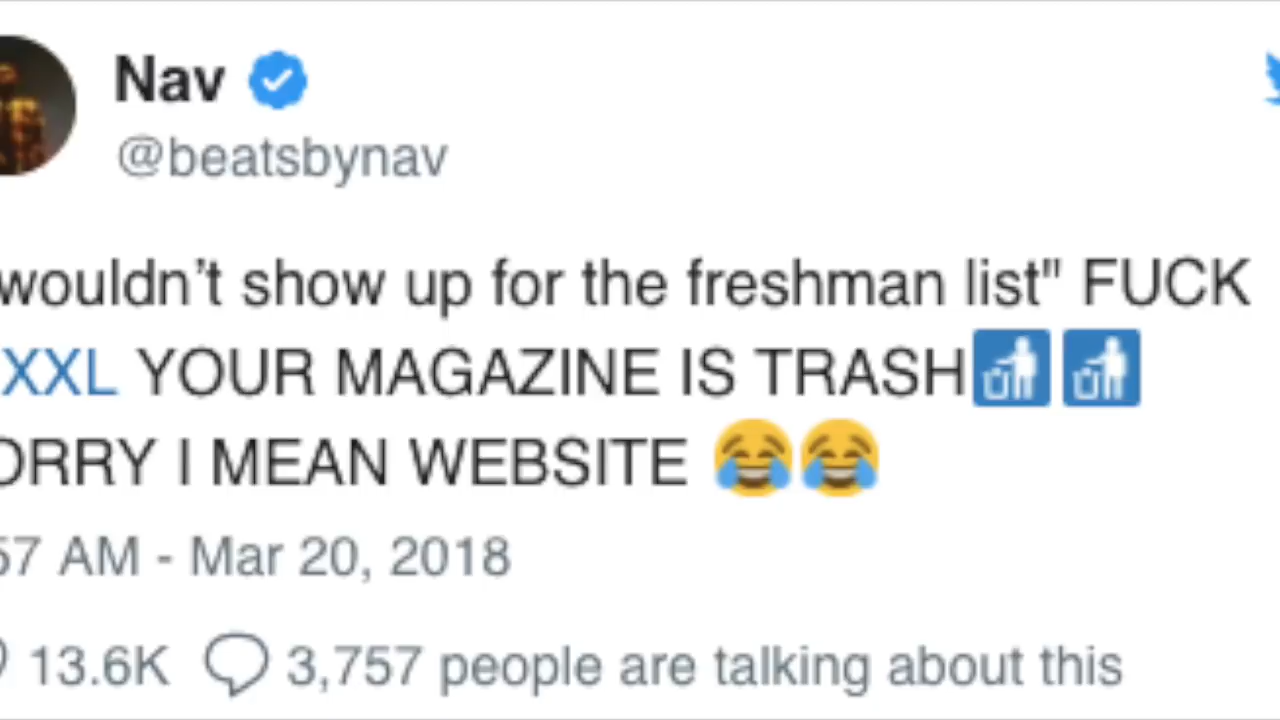 Nav
@beatsbynav
wouldn’t show up for the freshman list" FUCK
XXL YOUR MAGAZINE IS TRASH🚮🚮
ORRY I MEAN WEBSITE 😂😂
57 AM - Mar 20, 2018
13.6K 3,757 people are talking about this